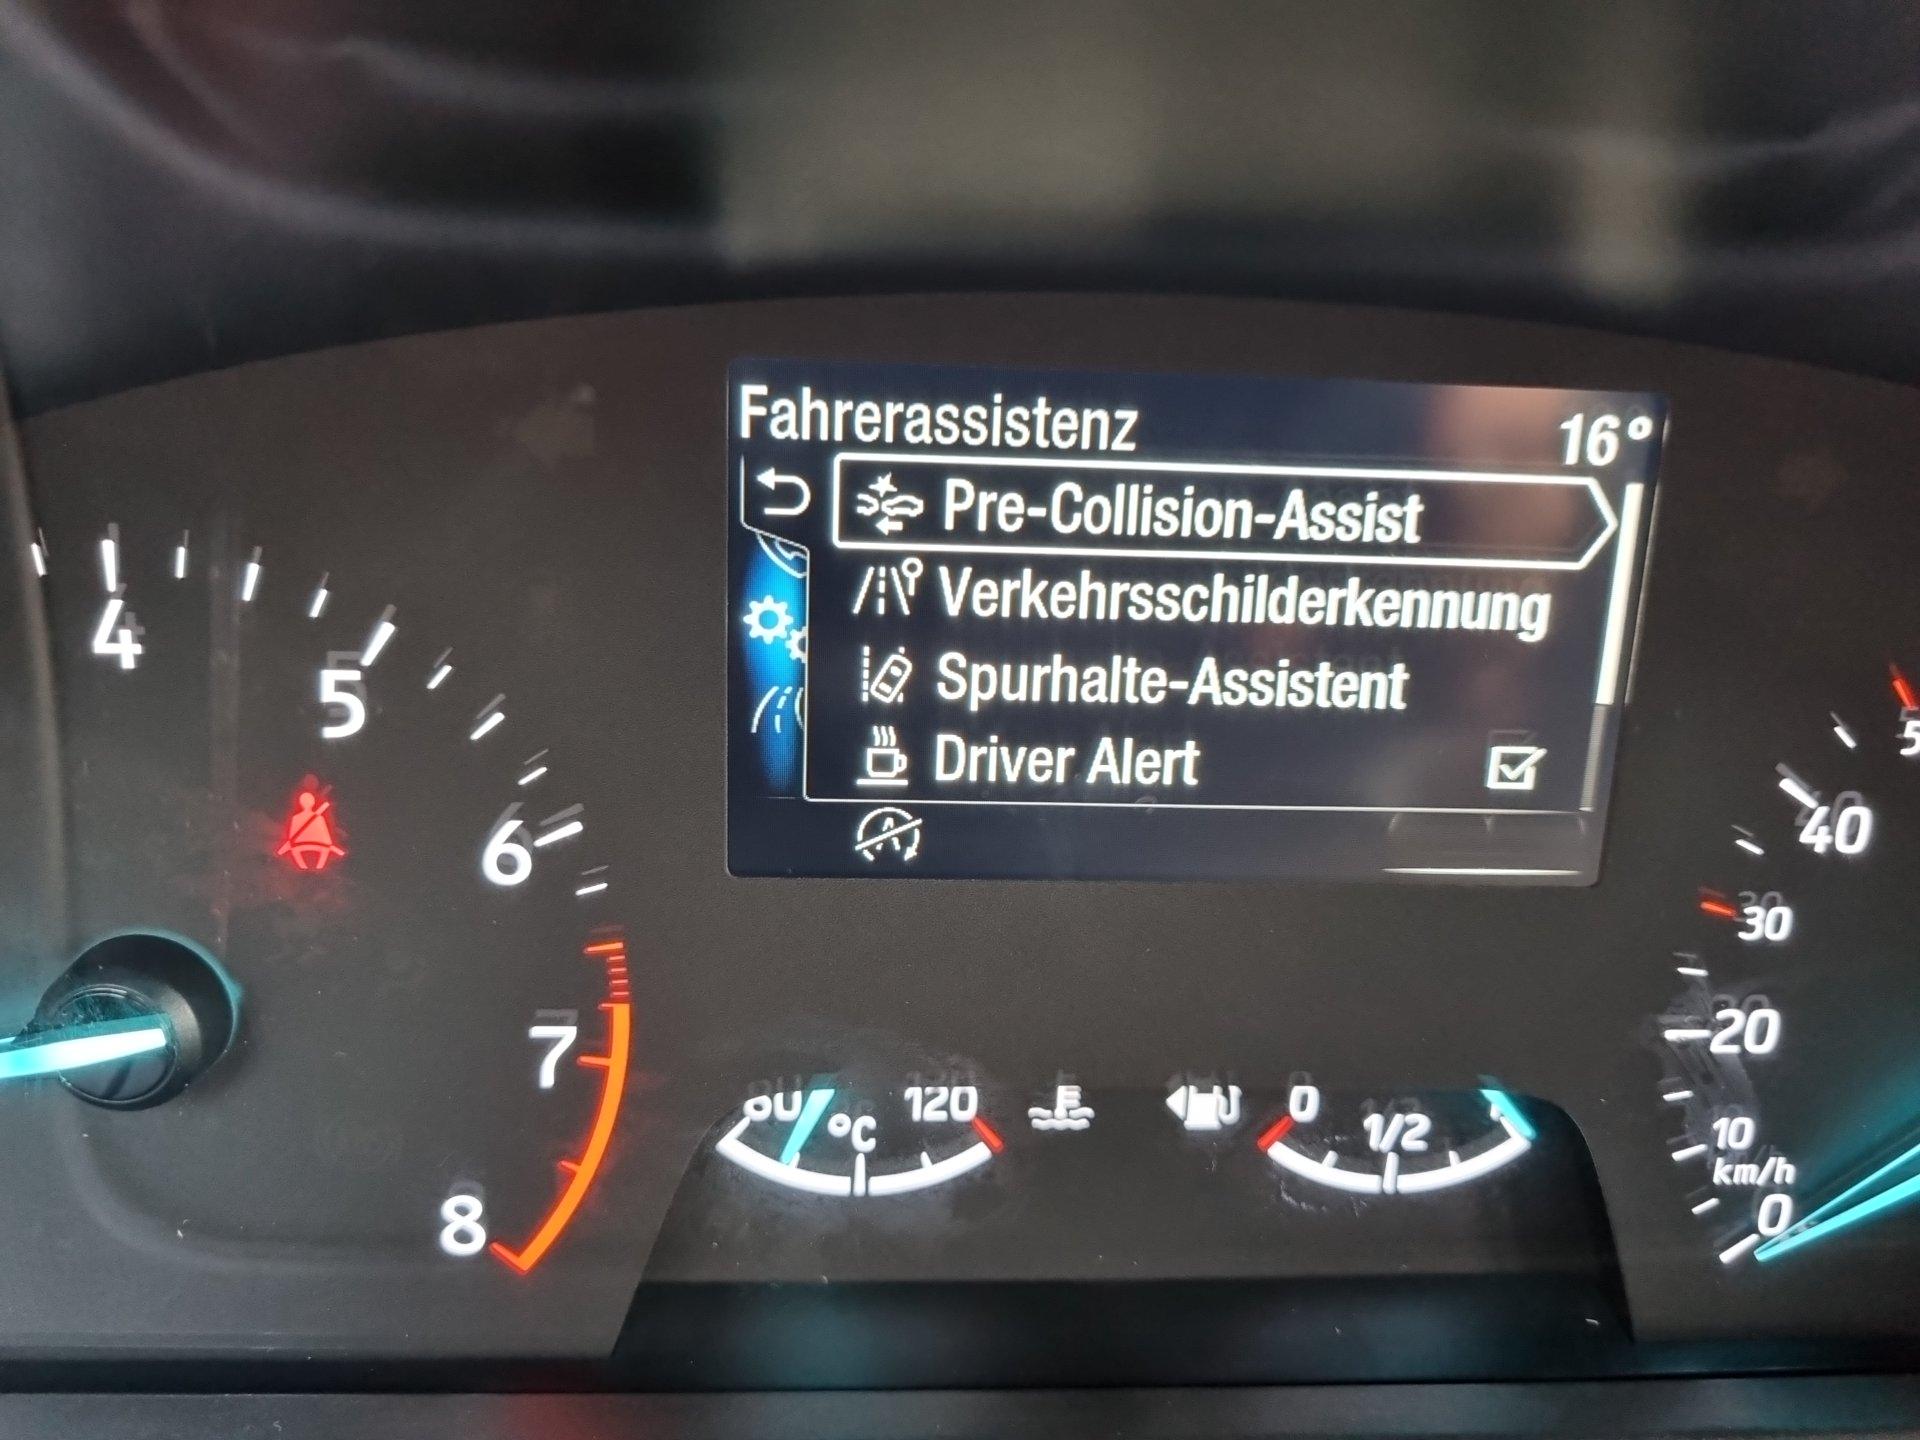 Fahrerassistenz
16°
Pre-Collision-Assist
Verkehrsschilderkennung
Spurhalte-Assistent
Driver Alert
4
5
6
7
8
120
°C
0
1/2
40
30
20
10
km/h
0